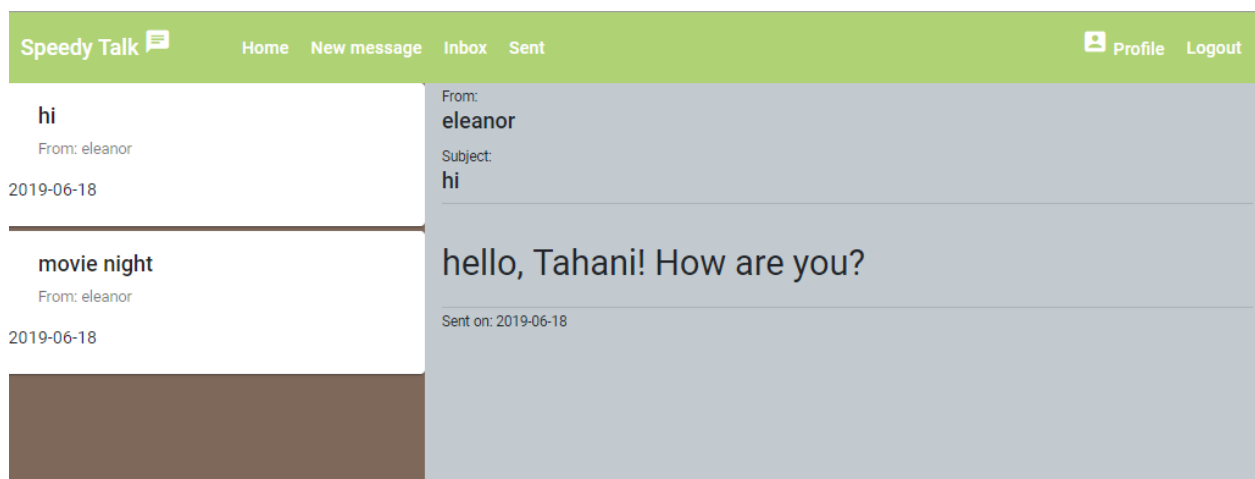 Speedy Talk Home New message Inbox Sent Profile Logout
hi
From: eleanor
2019-06-18
movie night
From: eleanor
2019-06-18
From:
eleanor
Subject:
hi
hello, Tahani! How are you?
Sent on: 2019-06-18